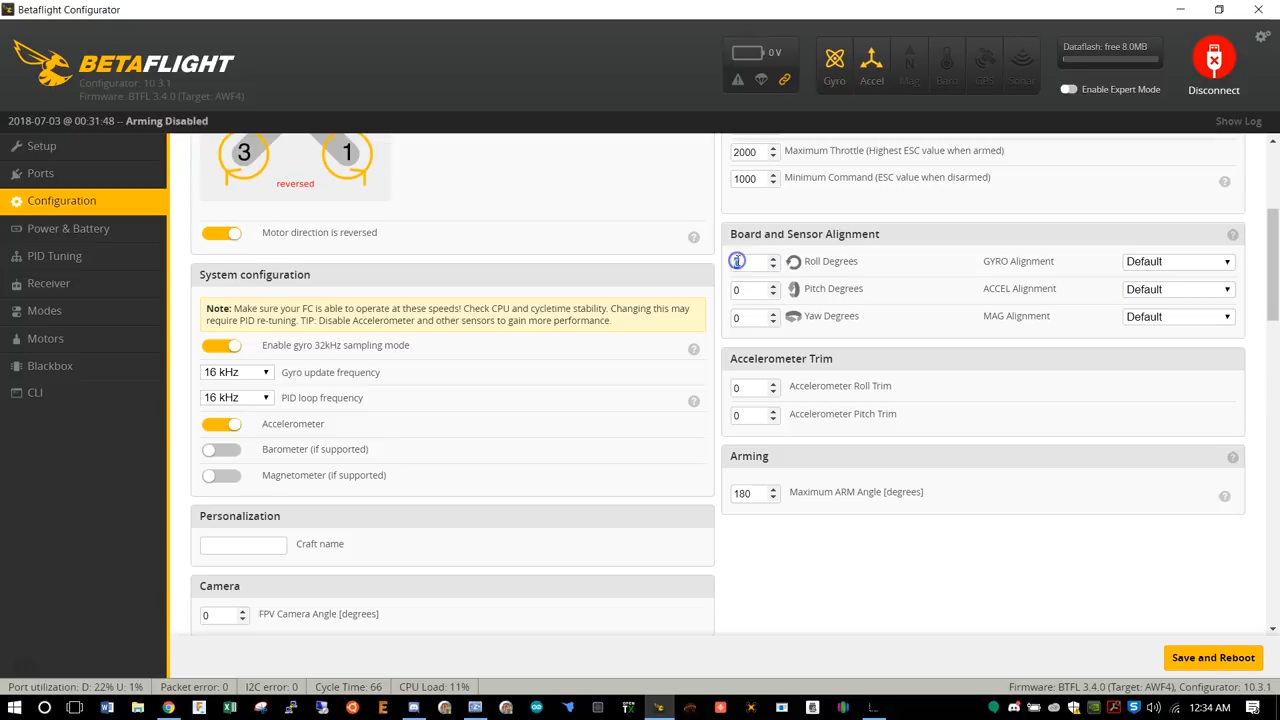 Betaflight Configurator
BETAFLIGHT
Configurator: 10.3.1
Firmware: BTFL 3.4.0 (Target: AWF4)
0 V
Gyro
Accel
Mag
Baro
GPS
Sonar
Dataflash: free 8.0MB
Enable Expert Mode
Disconnect
2018-07-03 @ 00:31:48 -- Arming Disabled
Show Log
Setup
Ports
Configuration
Power & Battery
PID Tuning
Receiver
Modes
Motors
Blackbox
CLI
3
1
reversed
Motor direction is reversed
System configuration
Note: Make sure your FC is able to operate at these speeds! Check CPU and cycletime stability. Changing this may
require PID re-tuning. TIP: Disable Accelerometer and other sensors to gain more performance.
Enable gyro 32kHz sampling mode
16 kHz Gyro update frequency
16 kHz PID loop frequency
Accelerometer
Barometer (if supported)
Magnetometer (if supported)
Personalization
Craft name
Camera
0 FPV Camera Angle [degrees]
2000 Maximum Throttle (Highest ESC value when armed)
1000 Minimum Command (ESC value when disarmed)
Board and Sensor Alignment
Roll Degrees GYRO Alignment Default
0 Pitch Degrees ACCEL Alignment Default
0 Yaw Degrees MAG Alignment Default
Accelerometer Trim
0 Accelerometer Roll Trim
0 Accelerometer Pitch Trim
Arming
180 Maximum ARM Angle [degrees]
Save and Reboot
Port utilization: D: 22% U: 1% Packet error: 0 I2C error: 0 Cycle Time: 66 CPU Load: 11% Firmware: BTFL 3.4.0 (Target: AWF4), Configurator: 10.3.1
12:34 AM